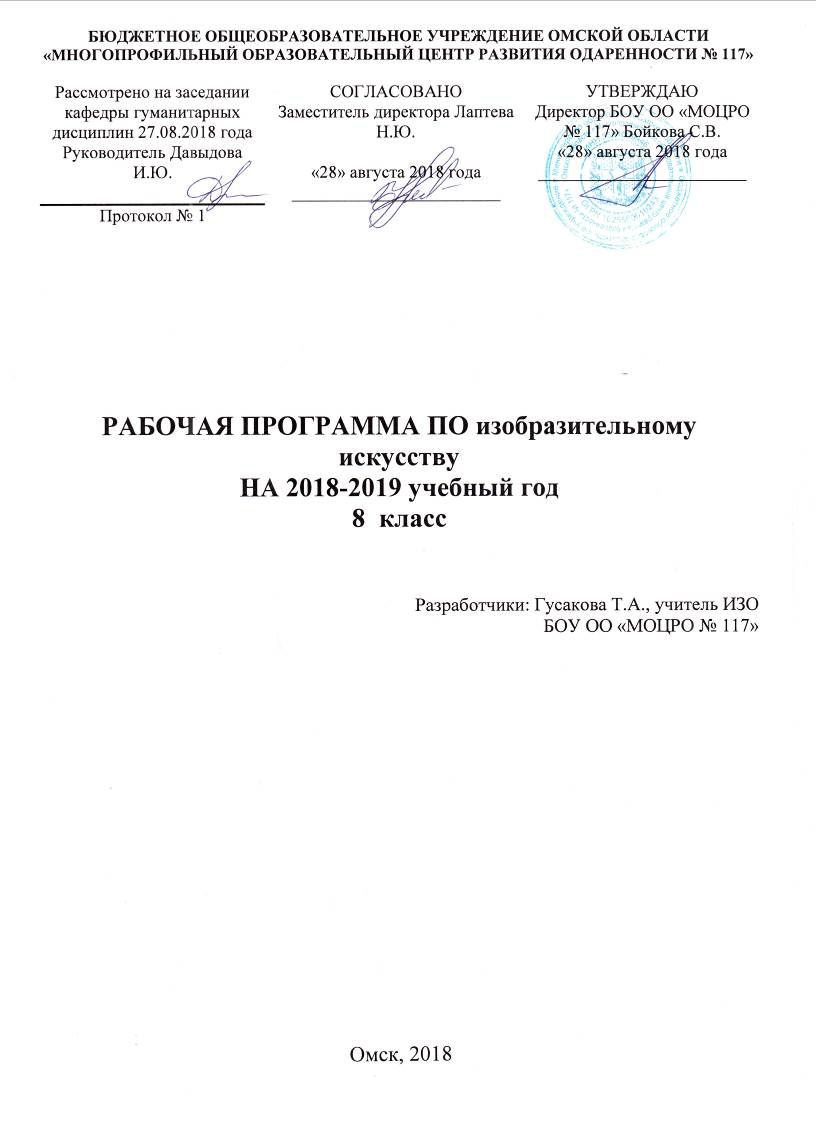 БЮДЖЕТНОЕ ОБЩЕОБРАЗОВАТЕЛЬНОЕ УЧРЕЖДЕНИЕ ОМСКОЙ ОБЛАСТИ
«МНОГОПРОФИЛЬНЫЙ ОБРАЗОВАТЕЛЬНЫЙ ЦЕНТР РАЗВИТИЯ ОДАРЕННОСТИ № 117»
Рассмотрено на заседании
кафедры гуманитарных
дисциплин 27.08.2018 года
Руководитель Давыдова
И.Ю.
Протокол № 1
СОГЛАСОВАНО
Заместитель директора Лаптева
Н.Ю.
«28» августа 2018 года
УТВЕРЖДАЮ
Директор БОУ ОО «МОЦРО
№ 117» Бойкова С.В.
«28» августа 2018 года
РАБОЧАЯ ПРОГРАММА ПО изобразительному
искусству
НА 2018-2019 учебный год
8 класс
Разработчики: Гусакова Т.А., учитель ИЗО
БОУ ОО «МОЦРО № 117»
Омск, 2018